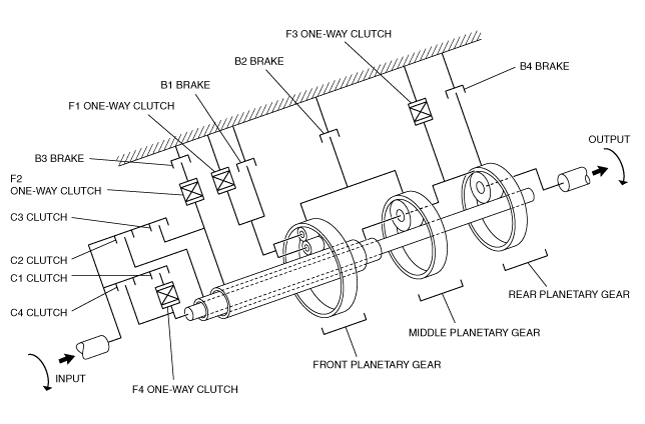 F3 ONE-WAY CLUTCH
B2 BRAKE
B4 BRAKE
B1 BRAKE
F1 ONE-WAY CLUTCH
OUTPUT
B3 BRAKE
F2
ONE-WAY CLUTCH
C3 CLUTCH
C2 CLUTCH
C1 CLUTCH
C4 CLUTCH
REAR PLANETARY GEAR
MIDDLE PLANETARY GEAR
FRONT PLANETARY GEAR
INPUT
F4 ONE-WAY CLUTCH